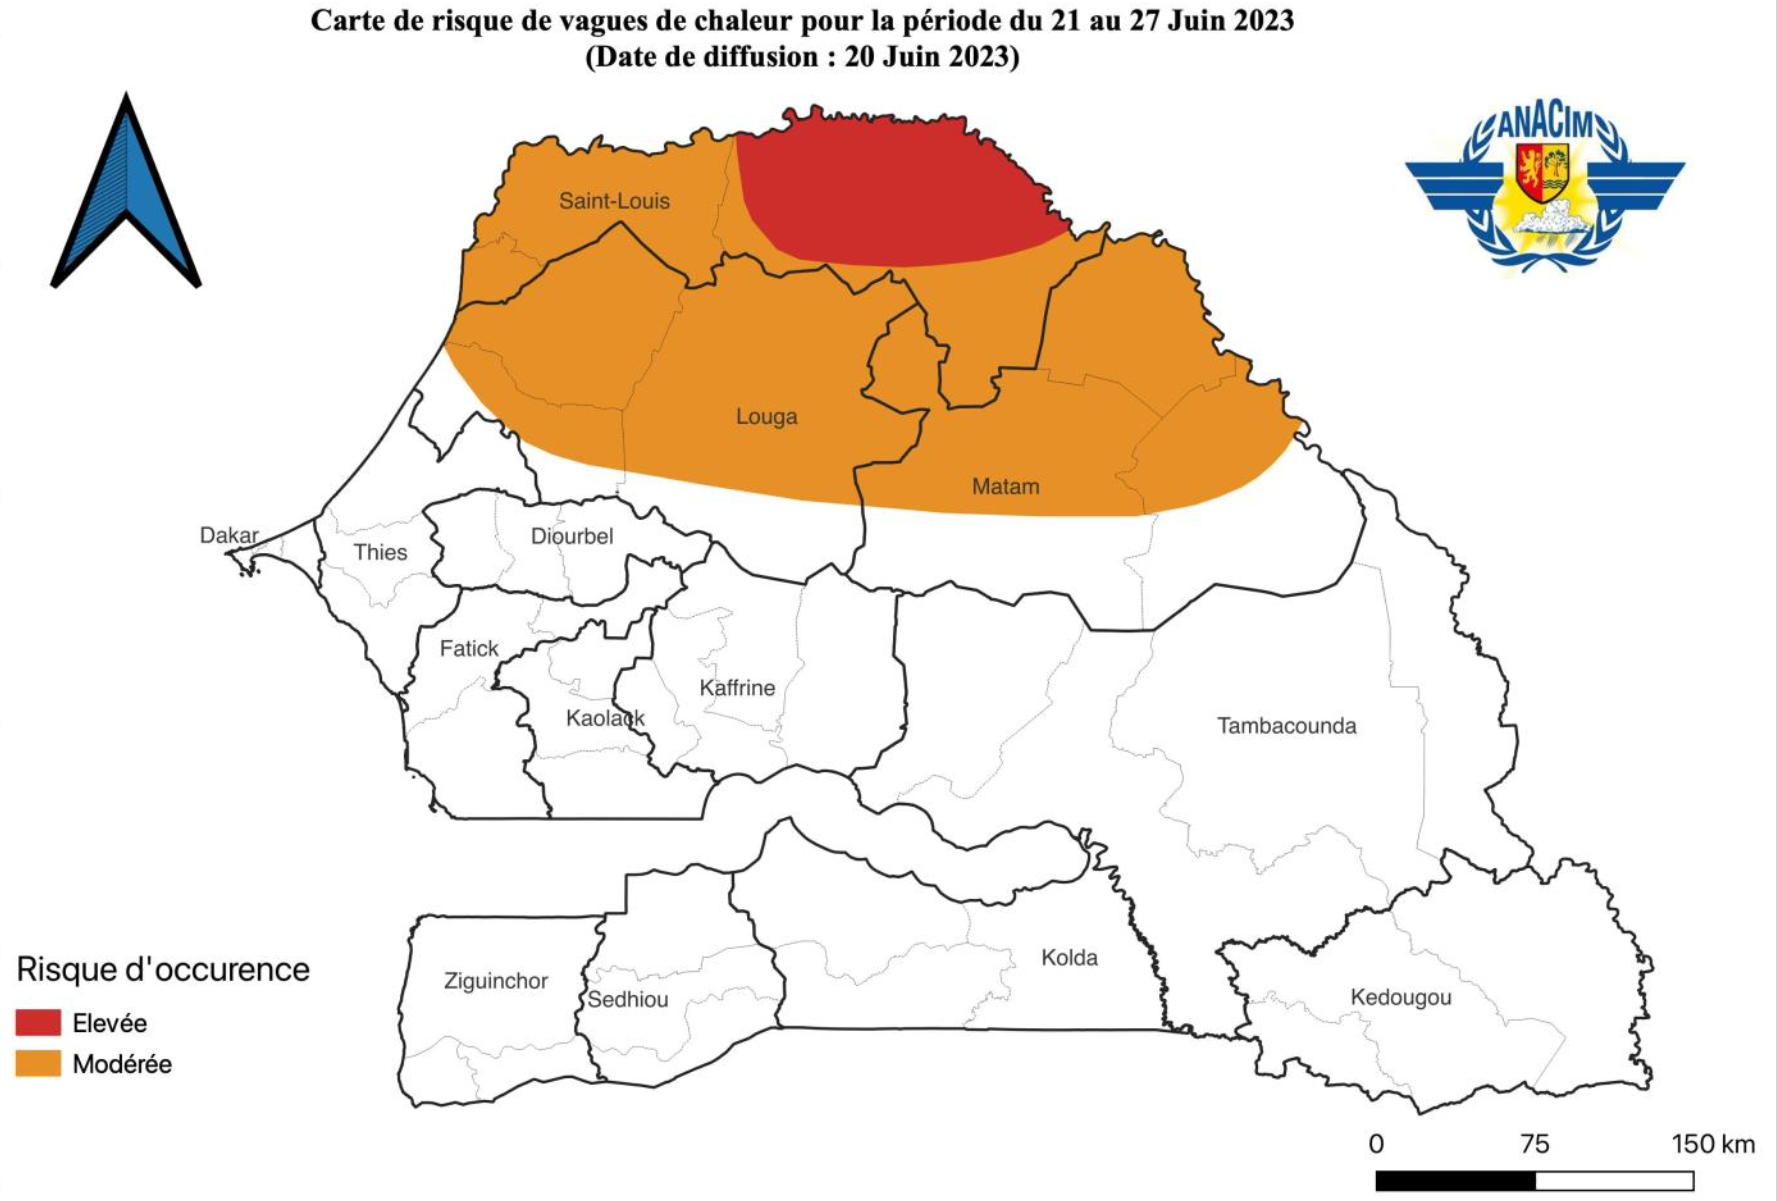 Carte de risque de vagues de chaleur pour la période du 21 au 27 Juin 2023
(Date de diffusion : 20 Juin 2023)
ANACIM
Saint-Louis
Louga
Matam
Dakar
Thies
Diourbel
Fatick
Kaffrine
Kaolack
Tambacounda
Kolda
Ziguinchor
Sedhiou
Kedougou
Risque d'occurence
Elevée
Modérée
0 75 150 km